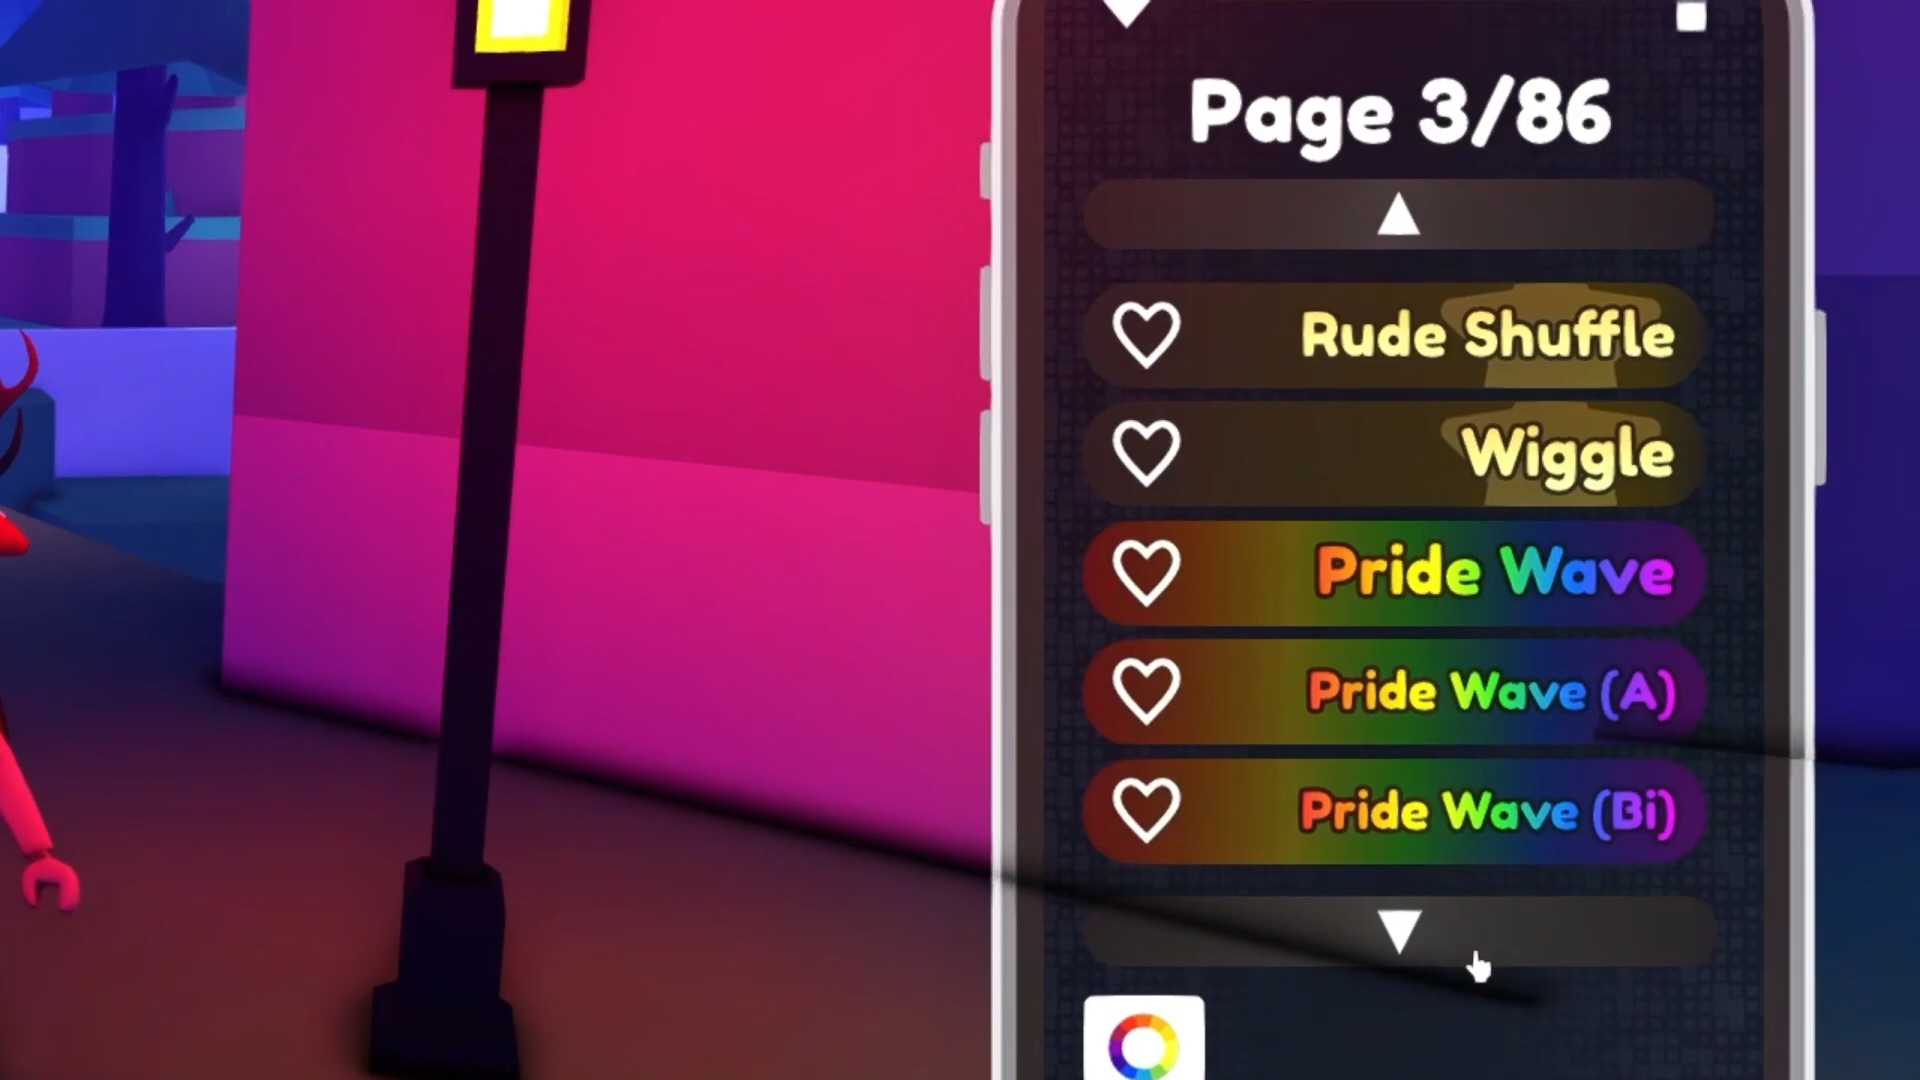 Page 3/86
Rude Shuffle
Wiggle
Pride Wave
Pride Wave (A)
Pride Wave (Bi)